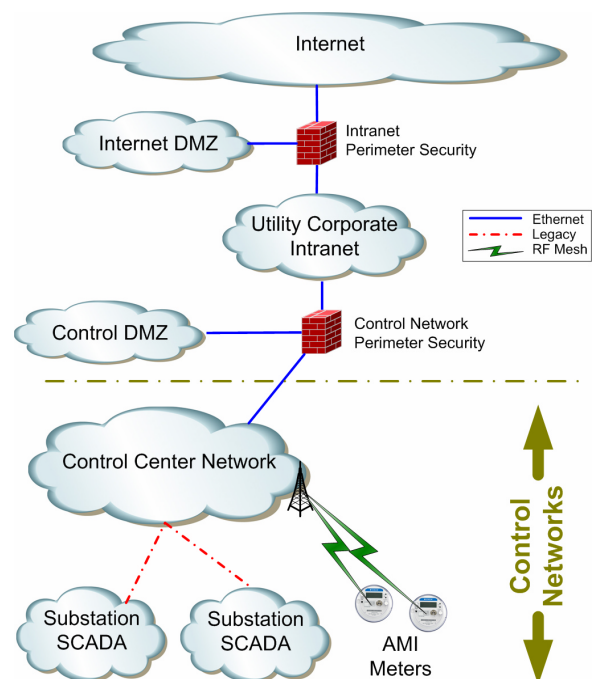 Internet
Internet DMZ
Intranet
Perimeter Security
Utility Corporate
Intranet
Ethernet
Legacy
RF Mesh
Control DMZ
Control Network
Perimeter Security
Control Center Network
Control
Networks
Substation
SCADA
Substation
SCADA
AMI
Meters